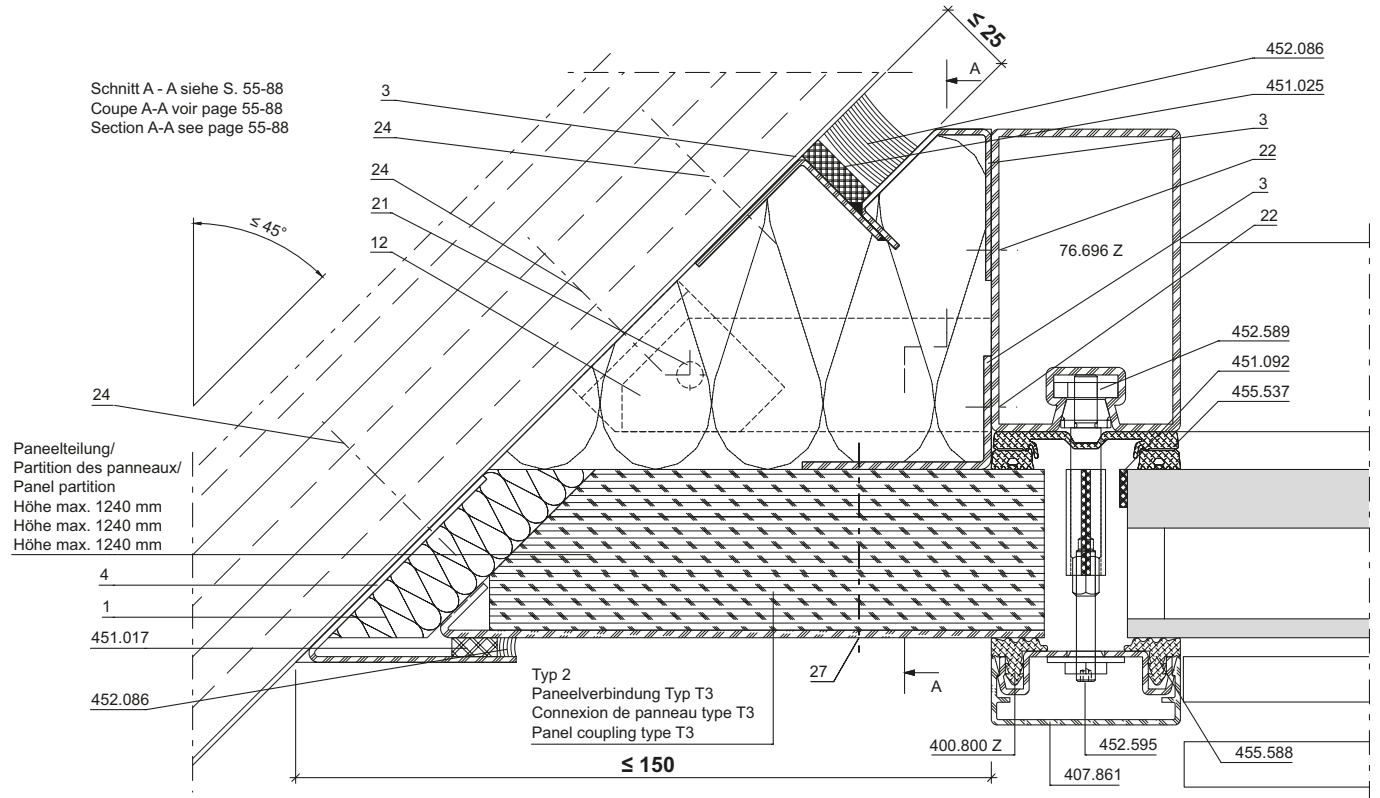 Schnitt A - A siehe S. 55-88
Coupe A-A voir page 55-88
Section A-A see page 55-88
3
24
24
21
12
≤ 45°
24
Paneelteilung/
Partition des panneaux/
Panel partition
Höhe max. 1240 mm
Höhe max. 1240 mm
Höhe max. 1240 mm
4
1
451.017
452.086
≤ 25
A
452.086
451.025
3
22
3
22
76.696 Z
452.589
451.092
455.537
Typ 2
Paneelverbindung Typ T3
Connexion de panneau type T3
Panel coupling type T3
27
A
≤ 150
400.800 Z
452.595
455.588
407.861